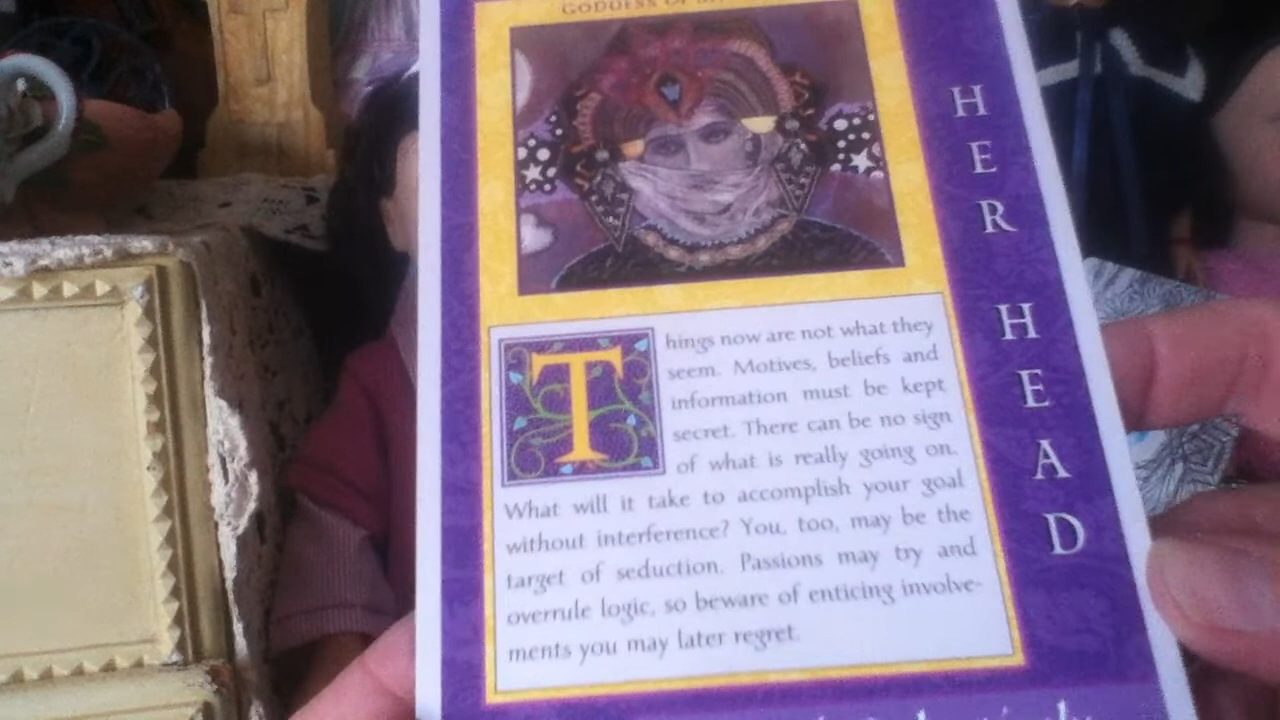 GODDESS OF
HER HEAD
Things now are not what they
seem. Motives, beliefs and
information must be kept
secret. There can be no sign
of what is really going on.
What will it take to accomplish your goal
without interference? You, too, may be the
target of seduction. Passions may try and
overrule logic, so beware of enticing involve-
ments you may later regret.